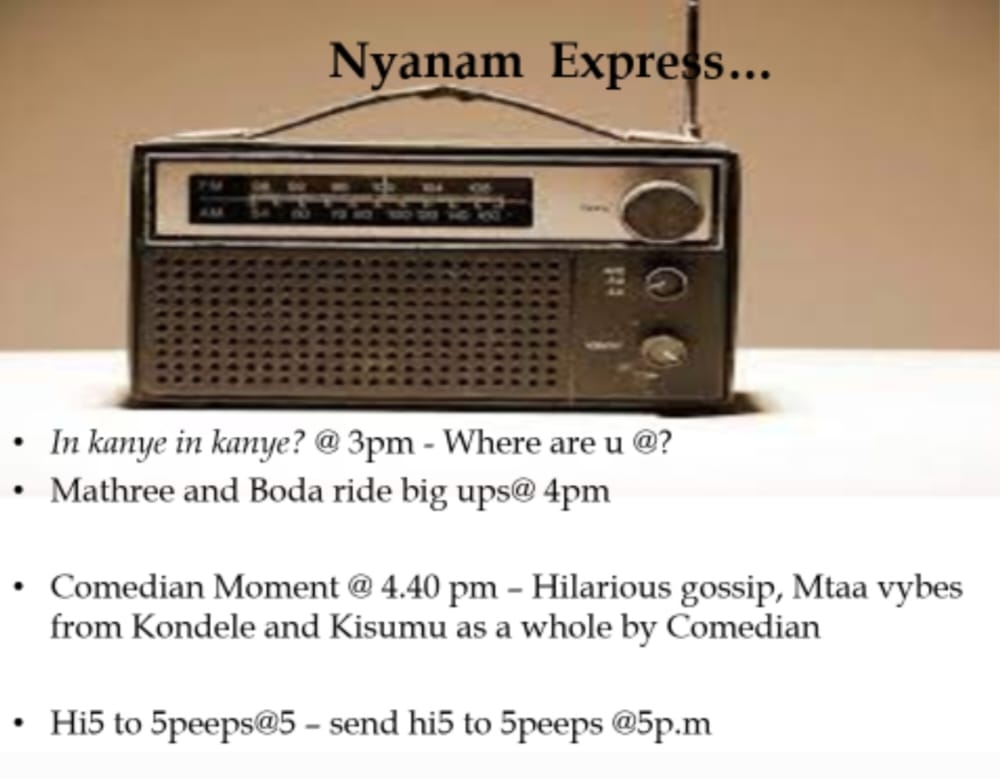 Nyanam Express...
FM 88 92 96 100 104 108
AM 54 60 70 80 100 120 140 160
• In kanye in kanye? @ 3pm - Where are u @?
• Mathree and Boda ride big ups@ 4pm
• Comedian Moment @ 4.40 pm – Hilarious gossip, Mtaa vybes
from Kondele and Kisumu as a whole by Comedian
• Hi5 to 5peeps@5 – send hi5 to 5peeps @5p.m